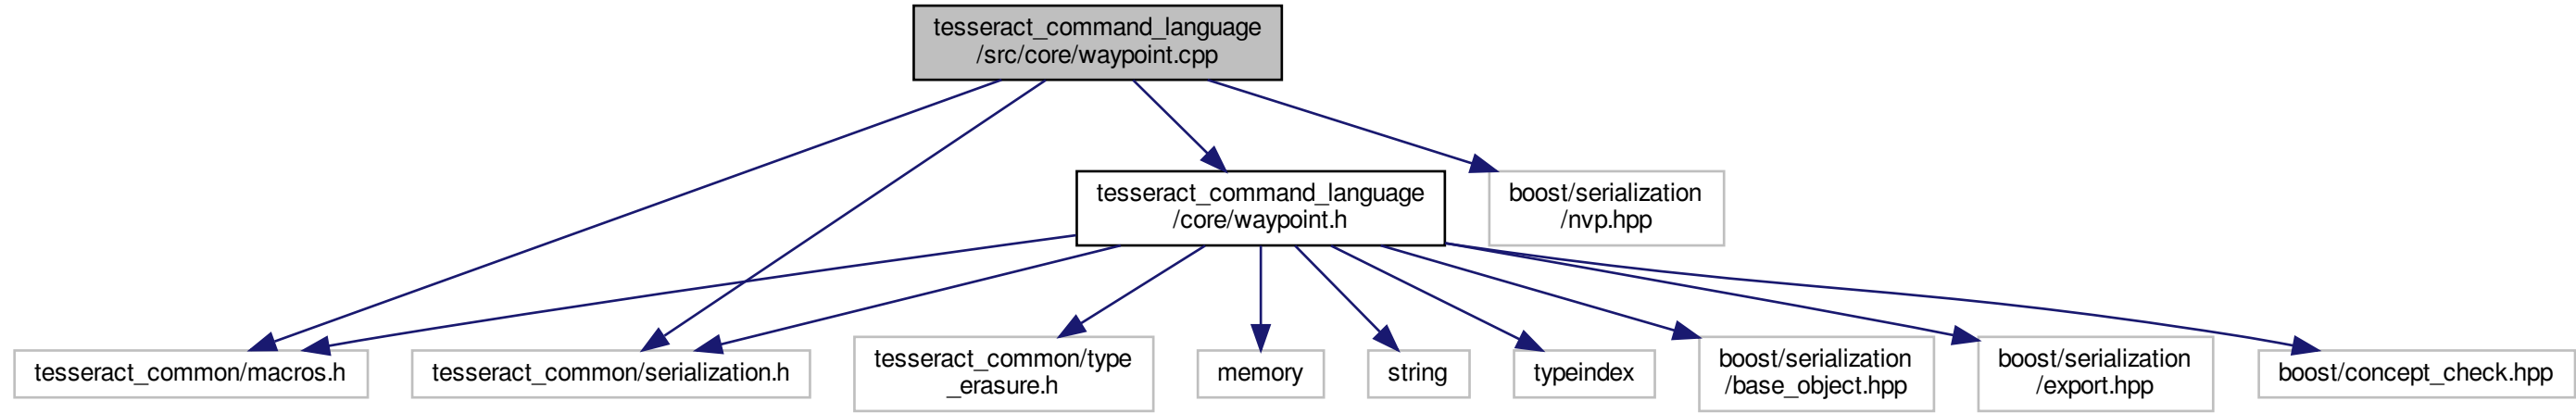 tesseract_command_language
/src/core/waypoint.cpp
tesseract_command_language
/core/waypoint.h
boost/serialization
/nvp.hpp
tesseract_common/macros.h
tesseract_common/serialization.h
tesseract_common/type
_erasure.h
memory
string
typeindex
boost/serialization
/base_object.hpp
boost/serialization
/export.hpp
boost/concept_check.hpp